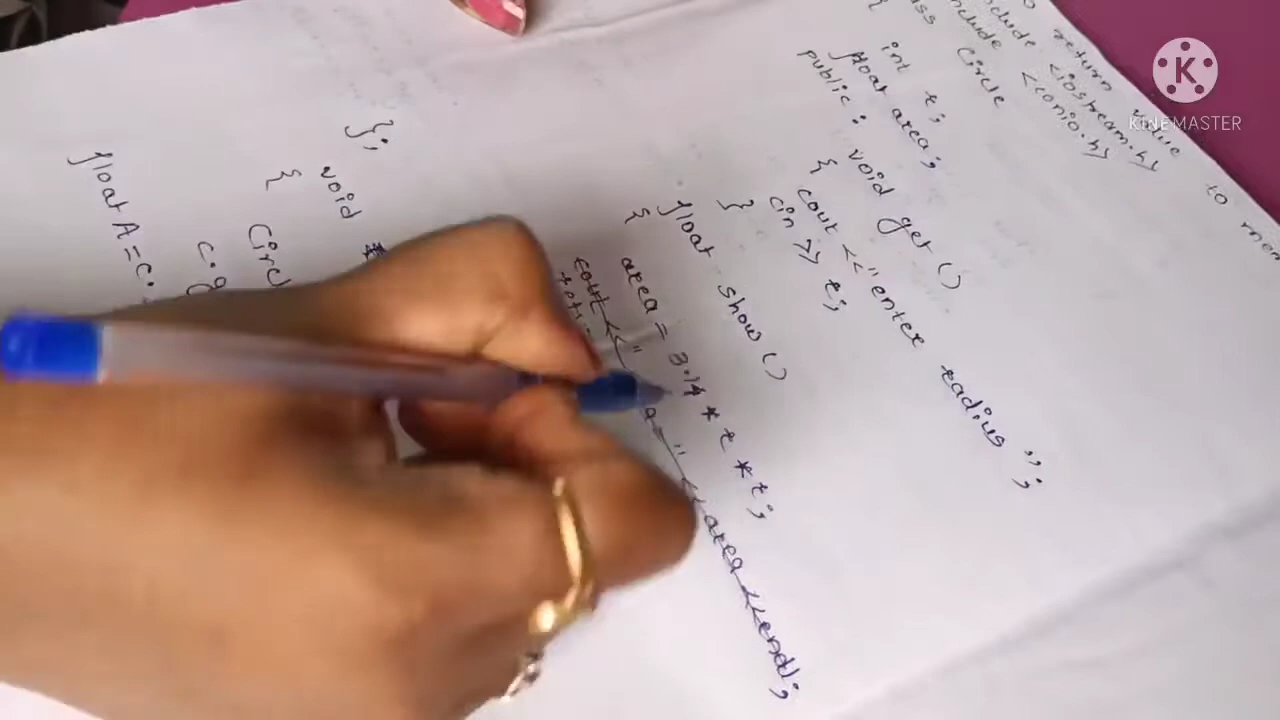 return value to
include <iostream.h>
include <conio.h>
Circle
{
int r;
float area;
public: void get()
{
cout <<"enter radius";
cin >> r;
}
float show()
{
area = 3.14 * r * r;
cout <<" a=" <<area<<endl;
};
void
{
c.g
float A=c.
KINEMASTER